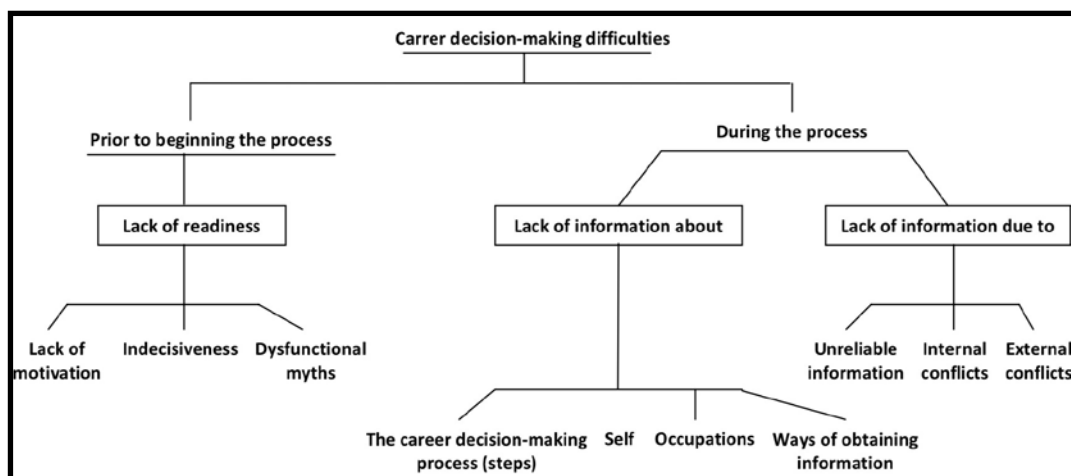 Carrer decision-making difficulties
Prior to beginning the process
During the process
Lack of readiness
Lack of information about
Lack of information due to
Lack of
motivation
Indecisiveness
Dysfunctional
myths
Unreliable
information
Internal
conflicts
External
conflicts
The career decision-making
process (steps)
Self
Occupations
Ways of obtaining
information